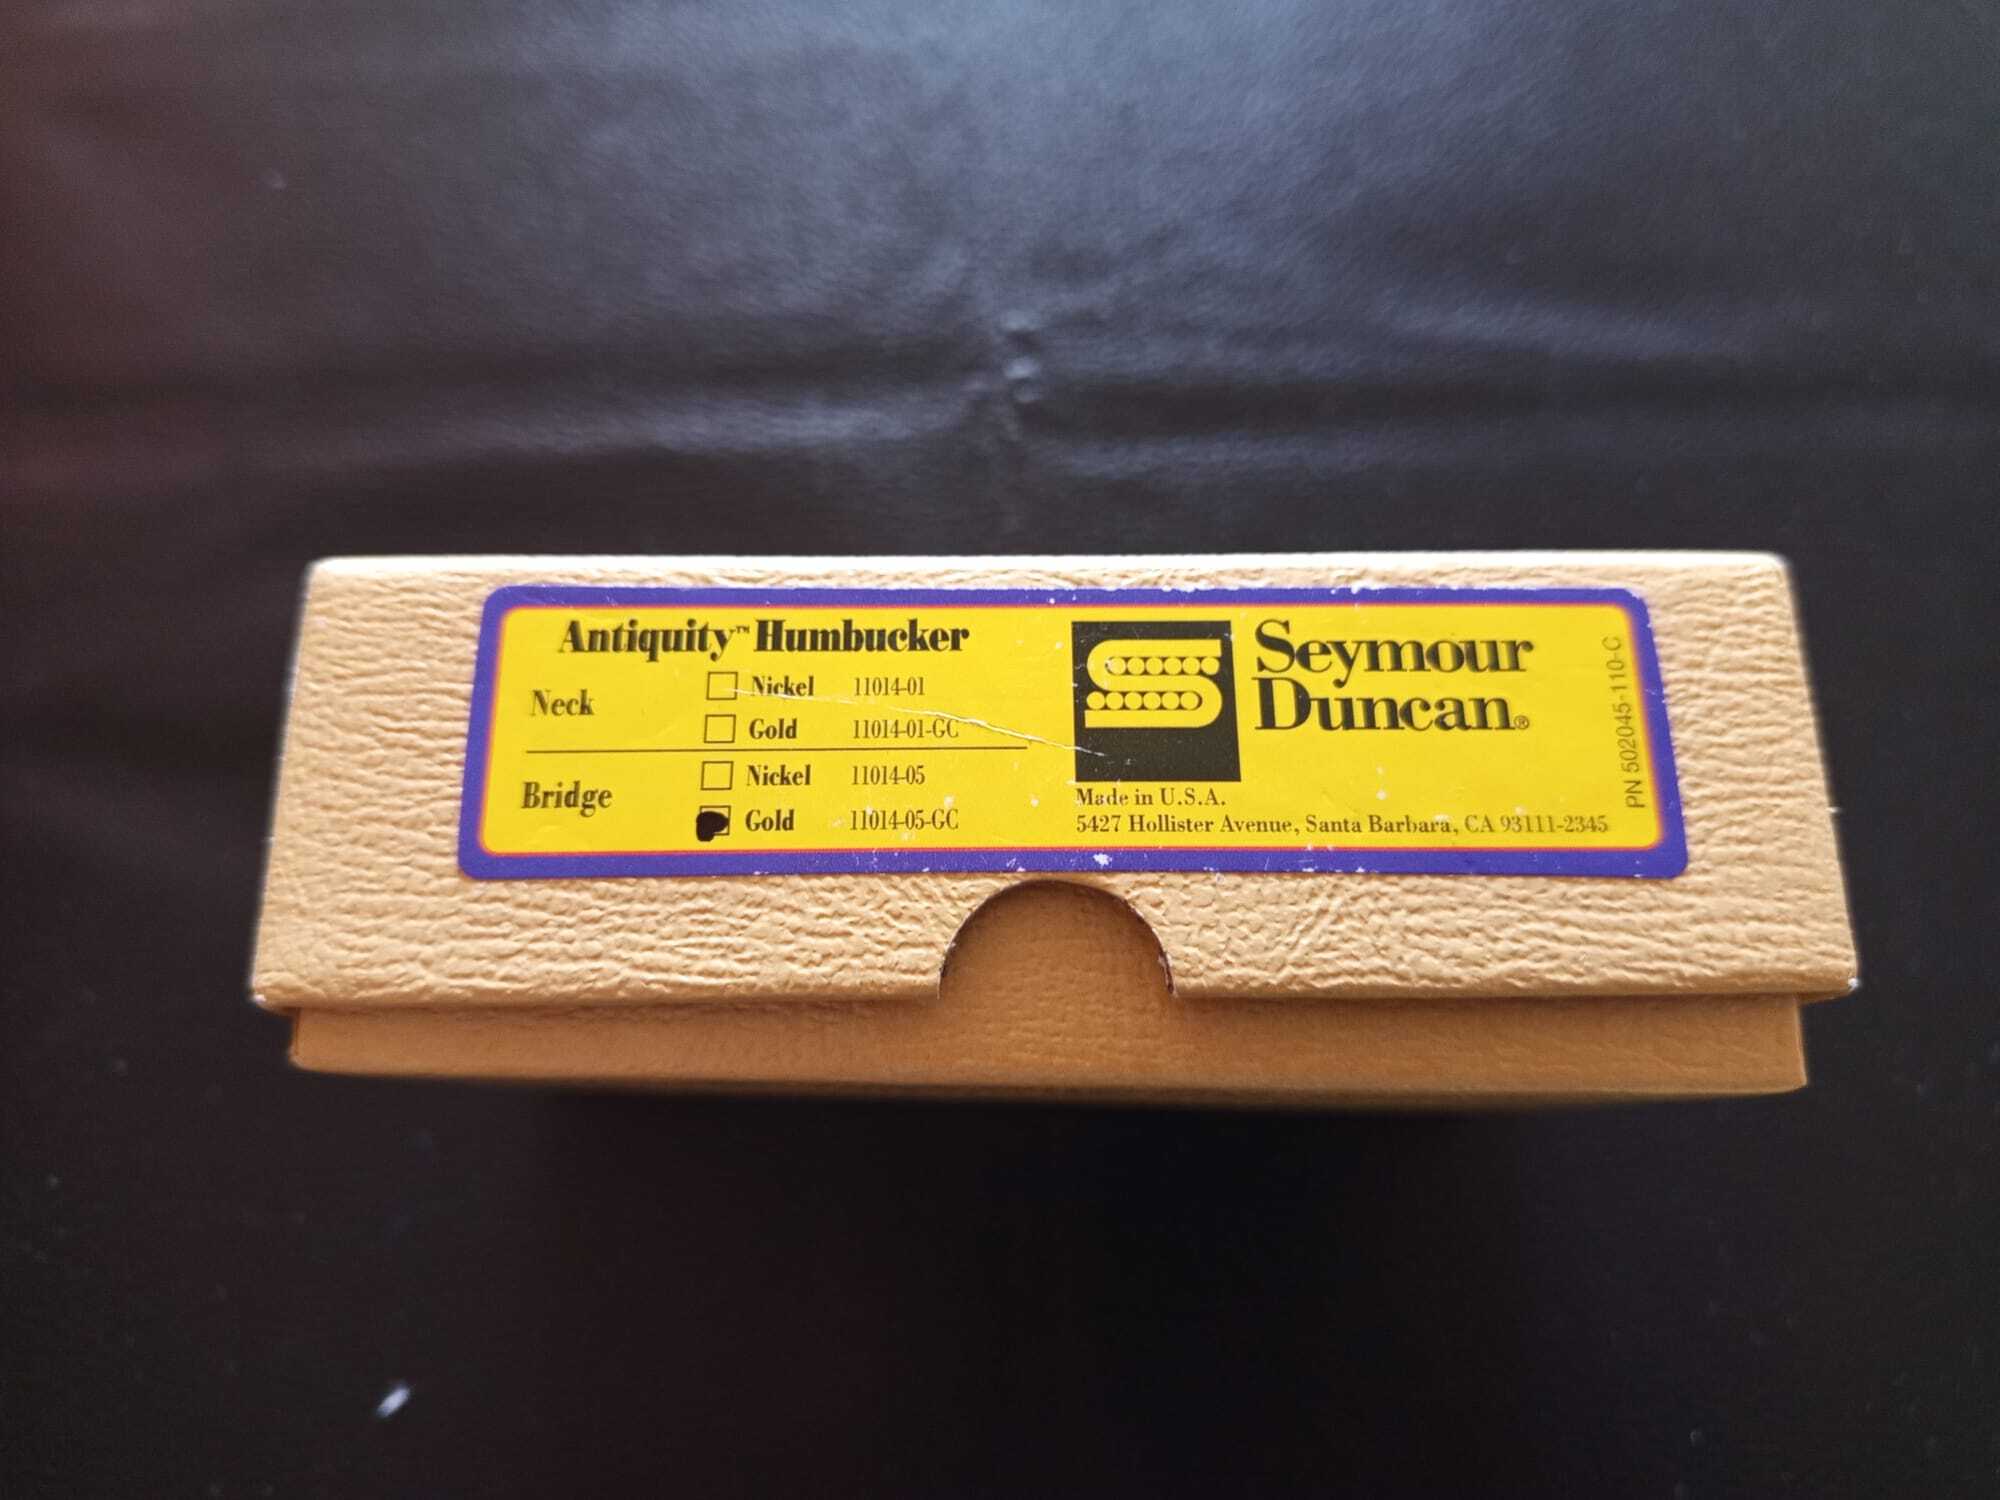 Antiquity™ Humbucker
Neck
Nickel 11014-01
Gold 11014-01-GC
Bridge
Nickel 11014-05
Gold 11014-05-GC
Seymour
Duncan®
Made in U.S.A.
5427 Hollister Avenue, Santa Barbara, CA 93111-2345
PN 502045-110-C